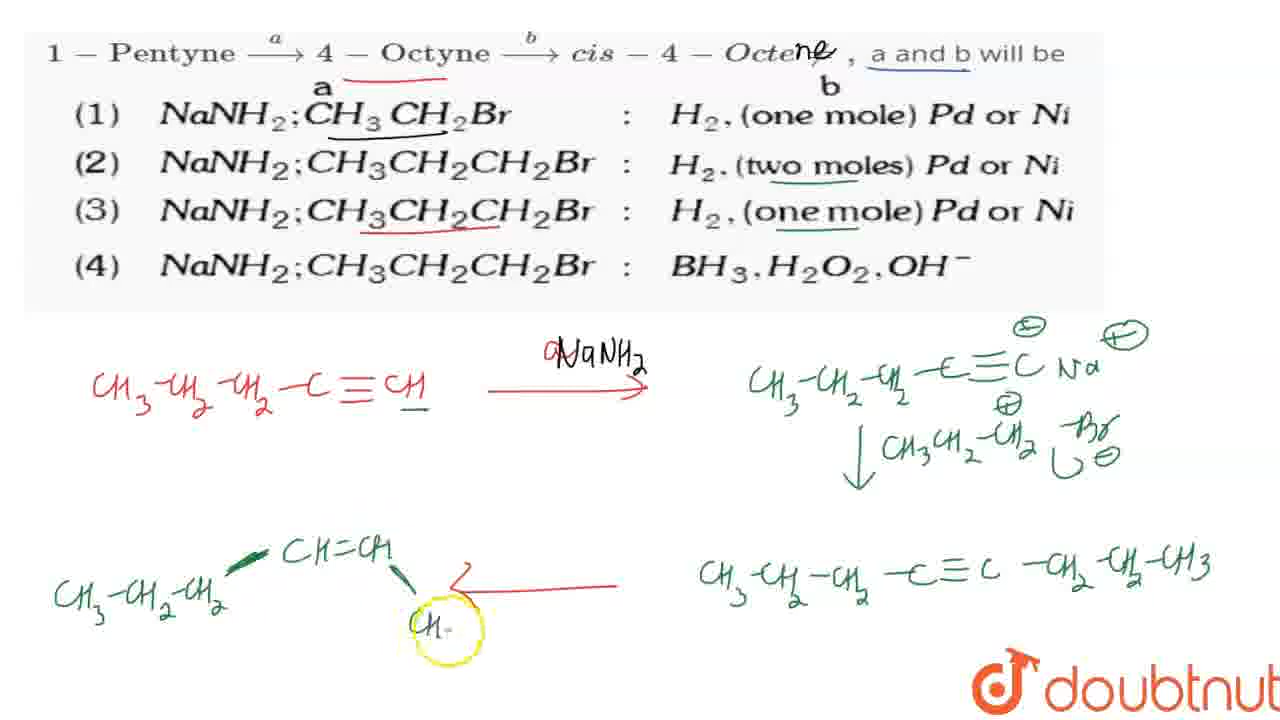 1 − Pentyne —a→ 4 − Octyne —b→ cis − 4 − Octene , a and b will be
a b
(1) NaNH₂;CH₃CH₂Br : H₂,(one mole) Pd or Ni
(2) NaNH₂;CH₃CH₂CH₂Br : H₂.(two moles) Pd or Ni
(3) NaNH₂;CH₃CH₂CH₂Br : H₂,(one mole) Pd or Ni
(4) NaNH₂;CH₃CH₂CH₂Br : BH₃,H₂O₂,OH⁻
CH₃–CH₂–CH₂–C≡CH a NaNH₂ → CH₃–CH₂–CH₂–C≡C⊖ Na⊕
↓ CH₃CH₂–CH₂⊕ –Br⊖
CH₃–CH₂–CH₂ CH=CH ← CH₃–CH₂–CH₂–C≡C–CH₂–CH₂–CH₃
CH-
doubtnut